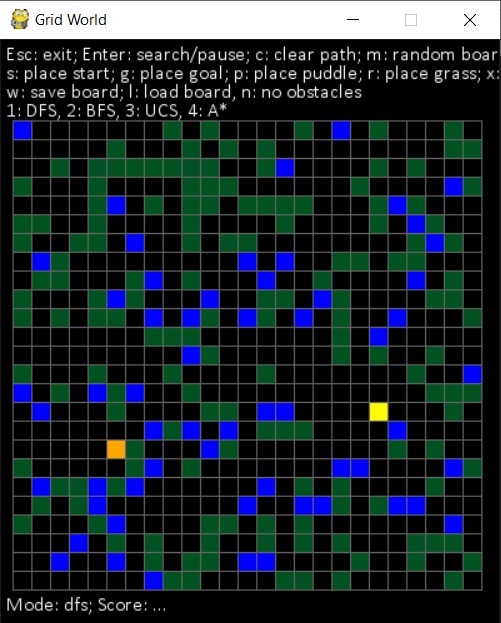 Grid World
Esc: exit; Enter: search/pause; c: clear path; m: random boar
s: place start; g: place goal; p: place puddle; r: place grass; x:
w: save board; l: load board, n: no obstacles
1: DFS, 2: BFS, 3: UCS, 4: A*
Mode: dfs; Score: ...